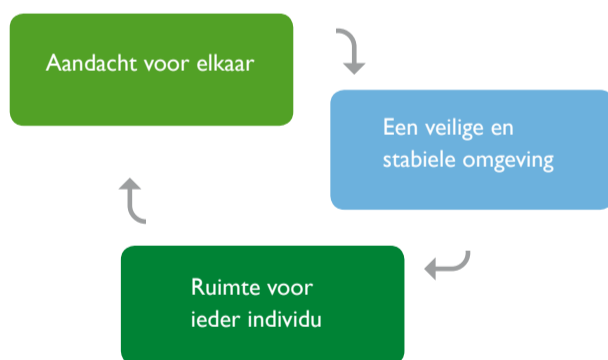 Aandacht voor elkaar
Een veilige en
stabiele omgeving
Ruimte voor
ieder individu